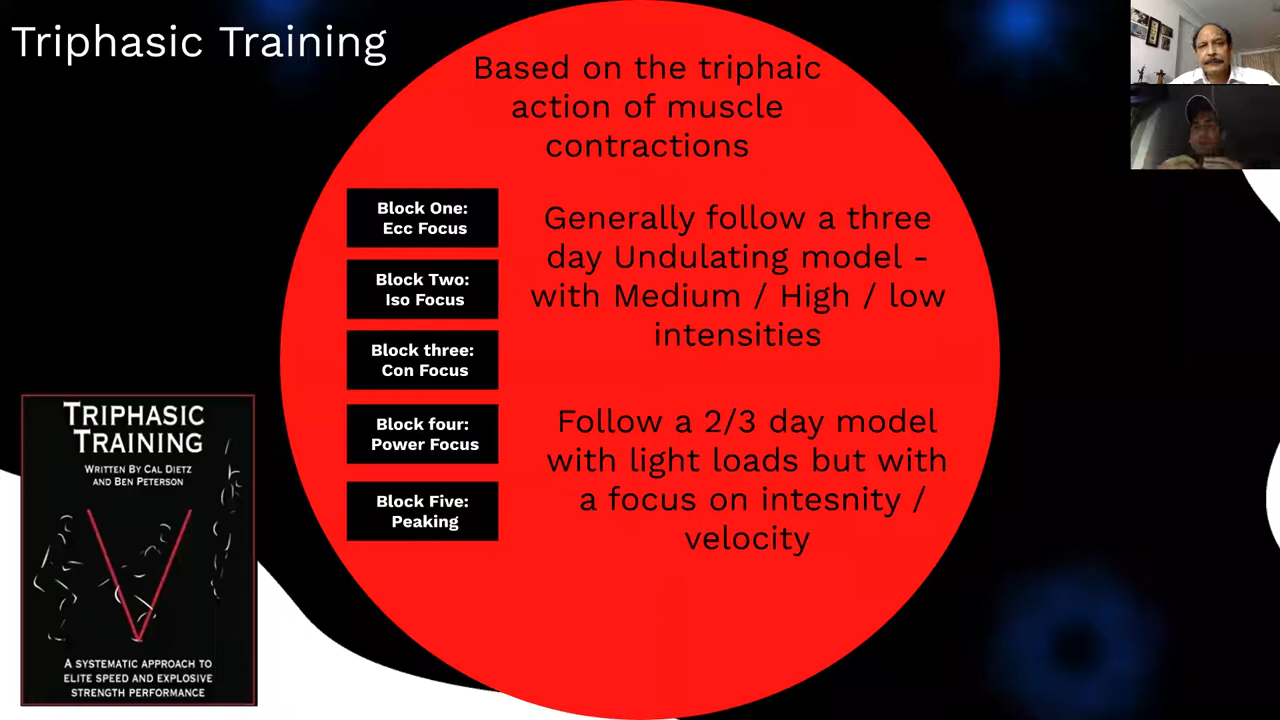 Triphasic Training
Based on the triphaic
action of muscle
contractions
Block One:
Ecc Focus
Block Two:
Iso Focus
Block three:
Con Focus
Block four:
Power Focus
Block Five:
Peaking
Generally follow a three
day Undulating model -
with Medium / High / low
intensities
Follow a 2/3 day model
with light loads but with
a focus on intesnity /
velocity
TRIPHASIC
TRAINING
WRITTEN BY CAL DIETZ
AND BEN PETERSON
A SYSTEMATIC APPROACH TO
ELITE SPEED AND EXPLOSIVE
STRENGTH PERFORMANCE